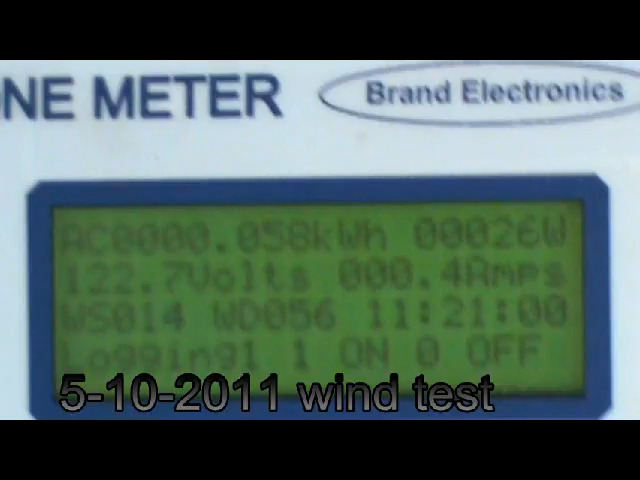 ONE METER
Brand Electronics
AC0000.058kWh 00026W
122.7Volts 000.4Amps
WS014 WD056 11:21:00
Logging1 1 ON 0 OFF
5-10-2011 wind test